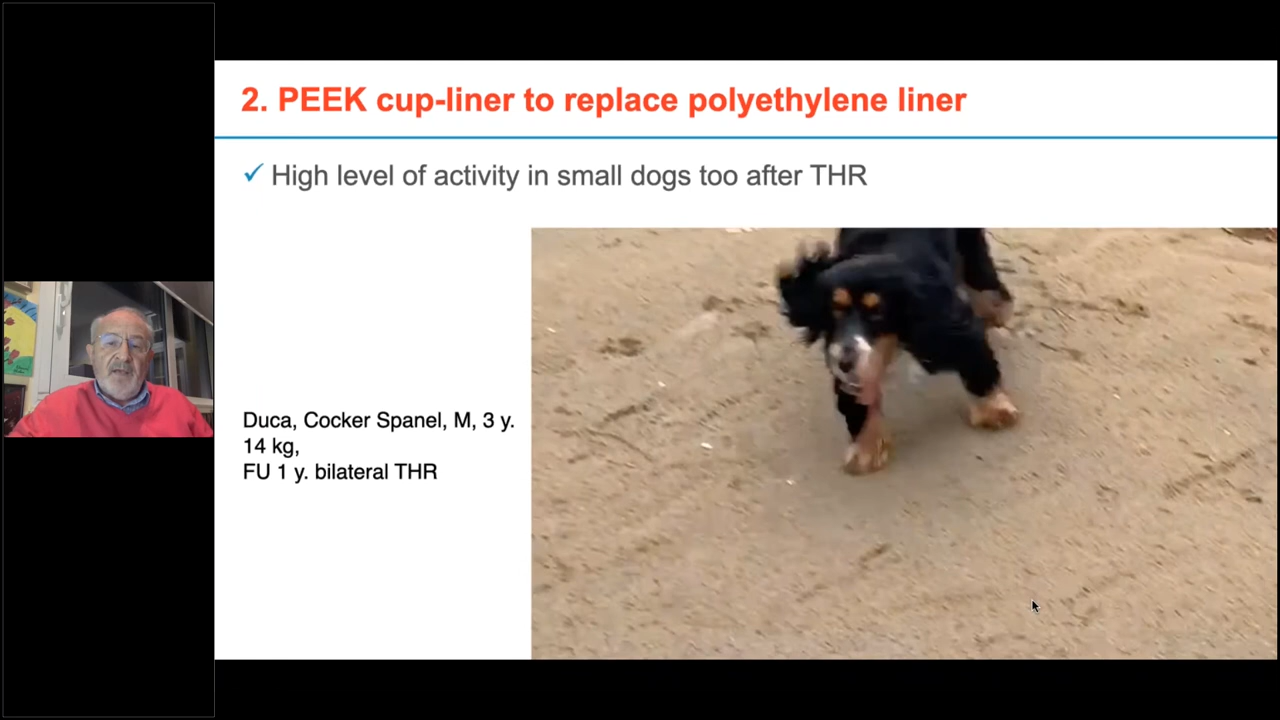 2. PEEK cup-liner to replace polyethylene liner
✓ High level of activity in small dogs too after THR
Duca, Cocker Spanel, M, 3 y.
14 kg,
FU 1 y. bilateral THR